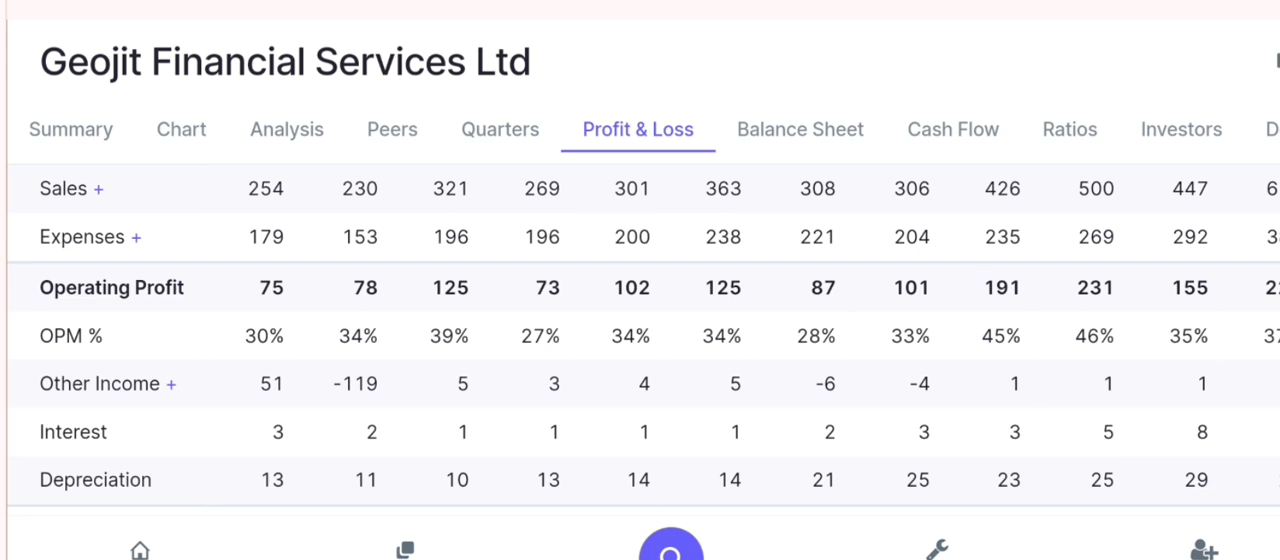 Geojit Financial Services Ltd
Summary Chart Analysis Peers Quarters Profit & Loss Balance Sheet Cash Flow Ratios Investors
Sales + 254 230 321 269 301 363 308 306 426 500 447
Expenses + 179 153 196 196 200 238 221 204 235 269 292
Operating Profit 75 78 125 73 102 125 87 101 191 231 155
OPM % 30% 34% 39% 27% 34% 34% 28% 33% 45% 46% 35%
Other Income + 51 -119 5 3 4 5 -6 -4 1 1 1
Interest 3 2 1 1 1 1 2 3 3 5 8
Depreciation 13 11 10 13 14 14 21 25 23 25 29